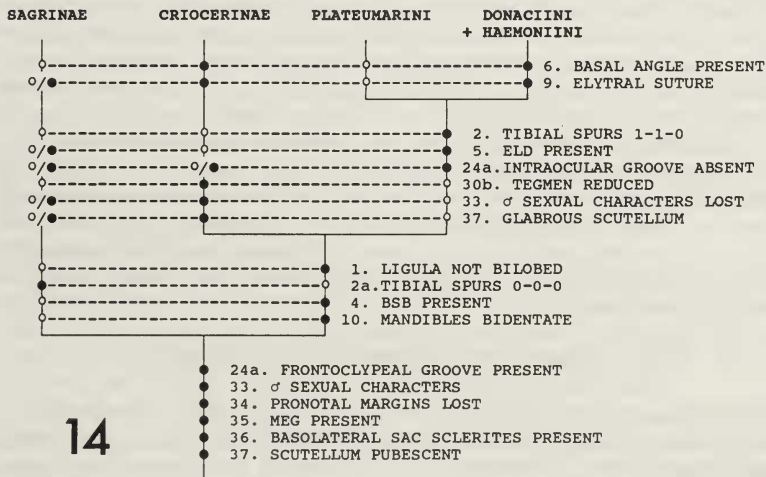 SAGRINAE CRIOCERINAE PLATEUMARINI DONACIINI
+ HAEMONIINI
6. BASAL ANGLE PRESENT
9. ELYTRAL SUTURE
2. TIBIAL SPURS 1-1-0
5. ELD PRESENT
24a.INTRAOCULAR GROOVE ABSENT
30b. TEGMEN REDUCED
33. ♂ SEXUAL CHARACTERS LOST
37. GLABROUS SCUTELLUM
1. LIGULA NOT BILOBED
2a.TIBIAL SPURS 0-0-0
4. BSB PRESENT
10. MANDIBLES BIDENTATE
24a. FRONTOCLYPEAL GROOVE PRESENT
33. ♂ SEXUAL CHARACTERS
34. PRONOTAL MARGINS LOST
35. MEG PRESENT
36. BASOLATERAL SAC SCLERITES PRESENT
37. SCUTELLUM PUBESCENT
14